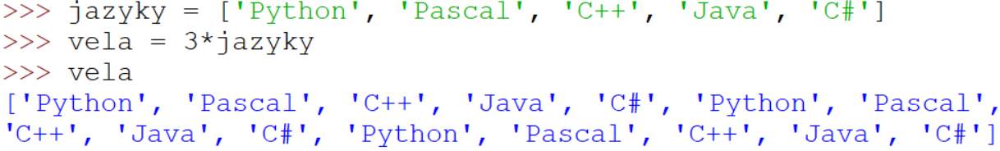 >>> jazyky = ['Python', 'Pascal', 'C++', 'Java', 'C#']
>>> vela = 3*jazyky
>>> vela
['Python', 'Pascal', 'C++', 'Java', 'C#', 'Python', 'Pascal',
'C++', 'Java', 'C#', 'Python', 'Pascal', 'C++', 'Java', 'C#']